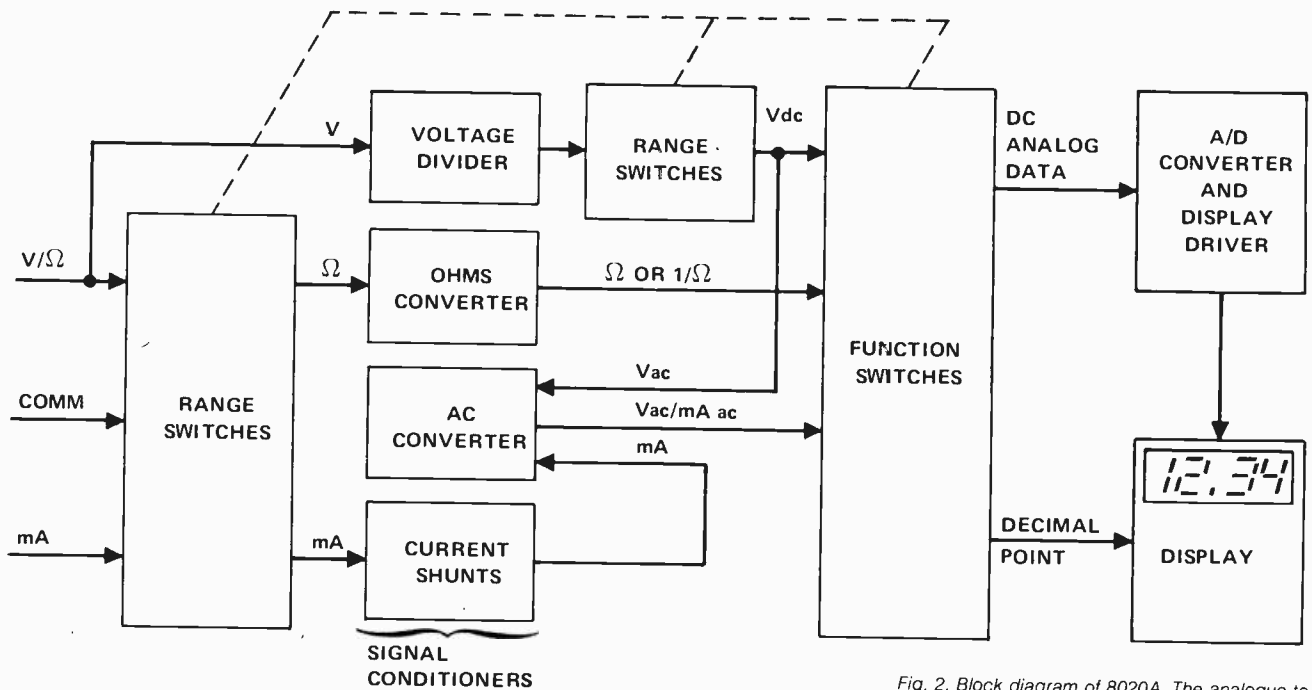 V
VOLTAGE
DIVIDER
RANGE
SWITCHES
Vdc
DC
ANALOG
DATA
A/D
CONVERTER
AND
DISPLAY
DRIVER
V/Ω
Ω
OHMS
CONVERTER
Ω OR 1/Ω
FUNCTION
SWITCHES
COMM
RANGE
SWITCHES
AC
CONVERTER
Vac
Vac/mA ac
mA
12.34
DISPLAY
mA
mA
CURRENT
SHUNTS
DECIMAL
POINT
SIGNAL
CONDITIONERS
Fig. 2. Block diagram of 8020A. The analogue to